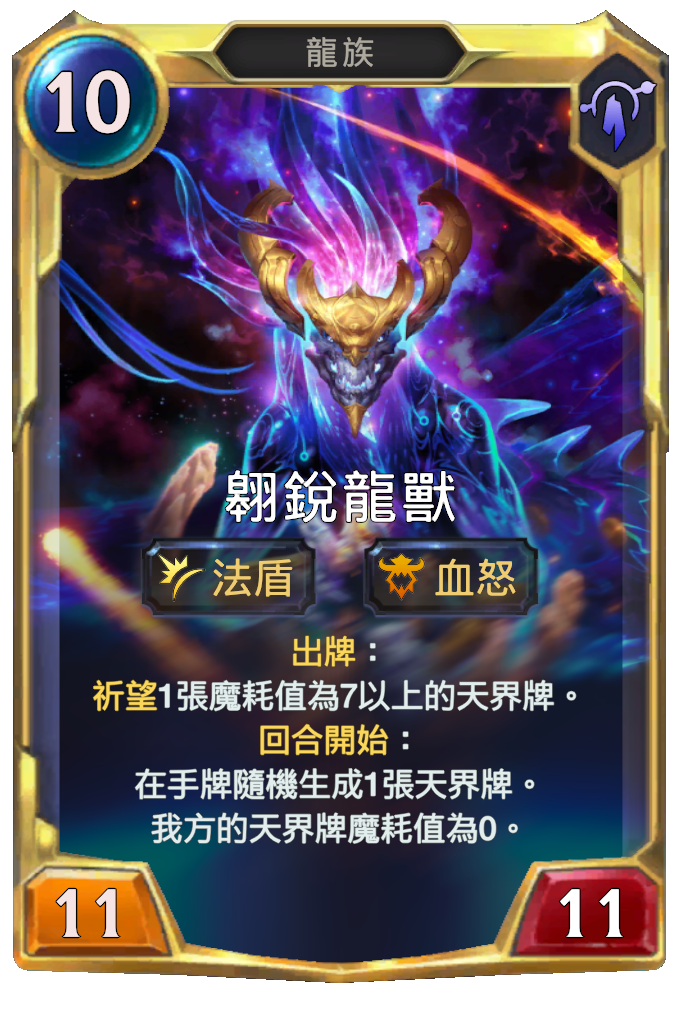 龍族
10
翱銳龍獸
法盾
血怒
出牌：
祈望1張魔耗值為7以上的天界牌。
回合開始：
在手牌隨機生成1張天界牌。
我方的天界牌魔耗值為0。
11
11